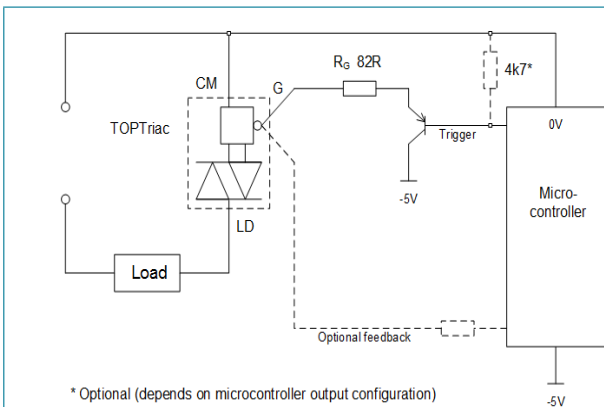 R_G 82R
CM
G
4k7*
TOPTriac
0V
Trigger
-5V
Micro-
controller
LD
Load
Optional feedback
* Optional (depends on microcontroller output configuration)
-5V